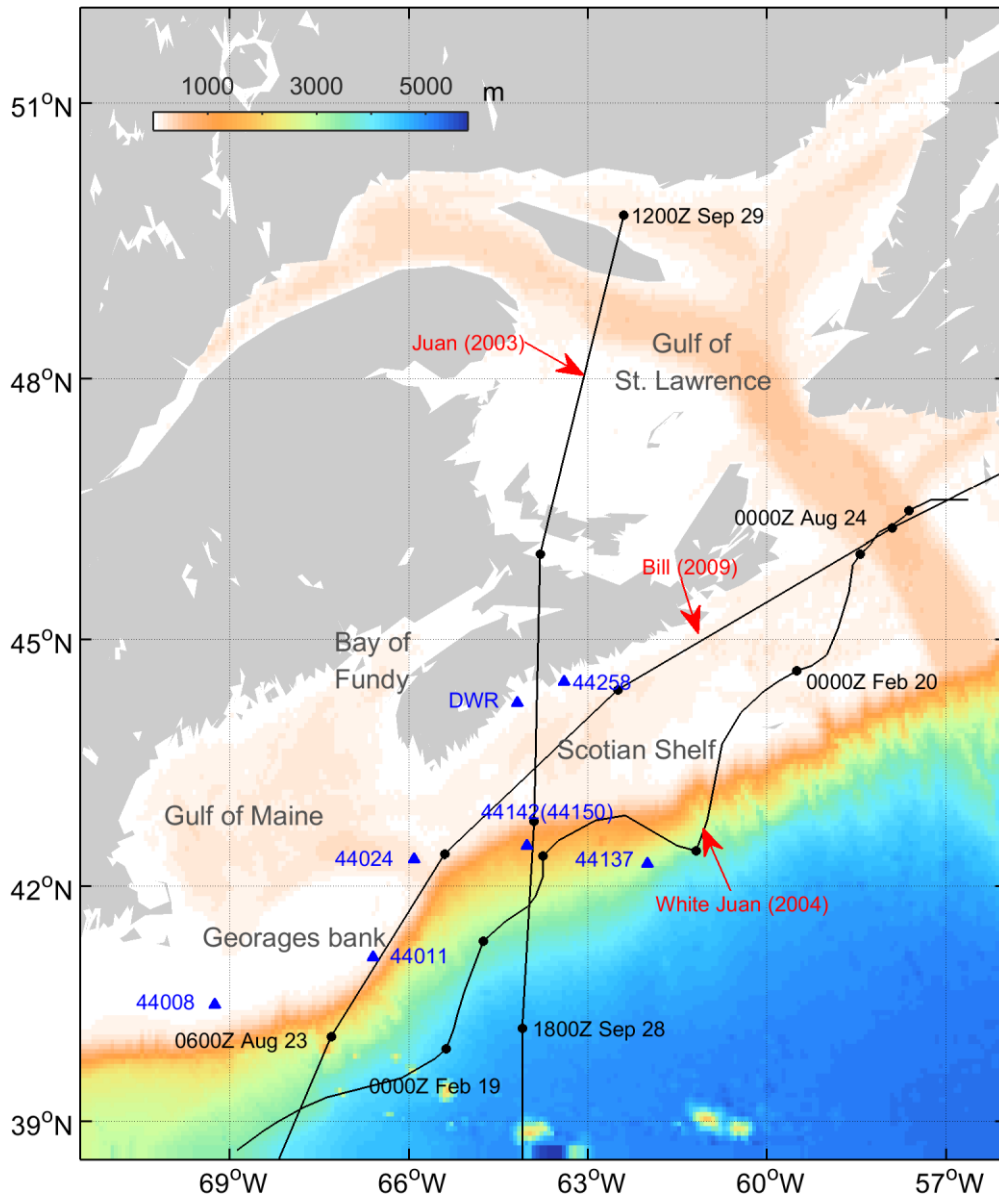 1000 3000 5000 m
51°N
1200Z Sep 29
Juan (2003)
Gulf of
St. Lawrence
48°N
0000Z Aug 24
Bill (2009)
45°N
Bay of
Fundy
0000Z Feb 20
44258
DWR
Scotian Shelf
44142(44150)
Gulf of Maine
44024
44137
42°N
White Juan (2004)
Georages bank
44011
44008
1800Z Sep 28
0600Z Aug 23
0000Z Feb 19
39°N
69°W 66°W 63°W 60°W 57°W